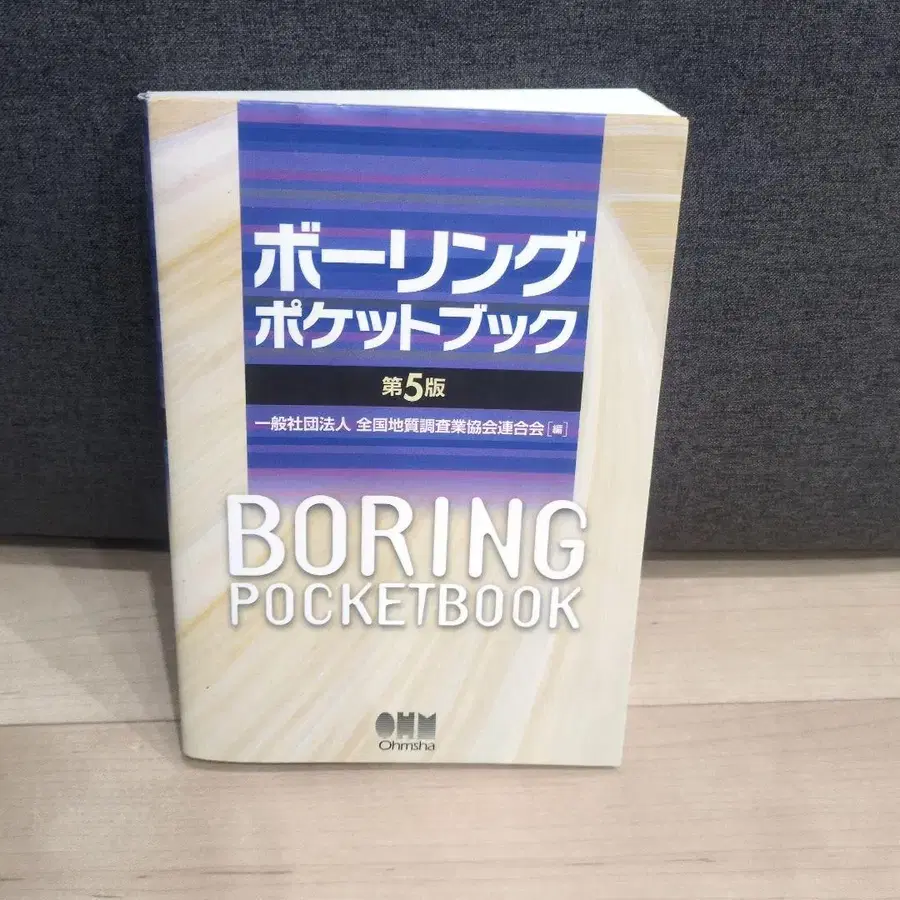 ボーリング
ポケットブック
第5版
一般社団法人 全国地質調査業協会連合会[編]
BORING
POCKETBOOK
OHM
Ohmsha